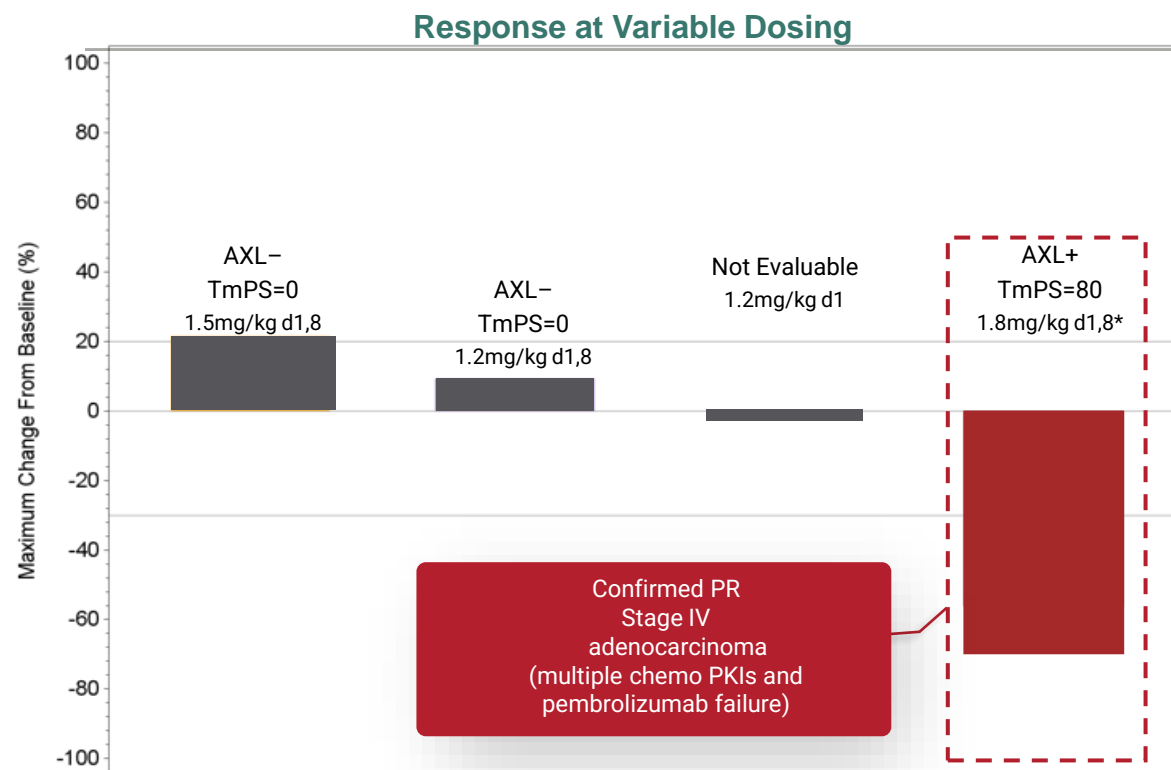 Response at Variable Dosing
Maximum Change From Baseline (%)
100
80
60
40
20
0
-20
-40
-60
-80
-100
AXL−
TmPS=0
1.5mg/kg d1,8
AXL−
TmPS=0
1.2mg/kg d1,8
Not Evaluable
1.2mg/kg d1
AXL+
TmPS=80
1.8mg/kg d1,8*
Confirmed PR
Stage IV
adenocarcinoma
(multiple chemo PKIs and
pembrolizumab failure)